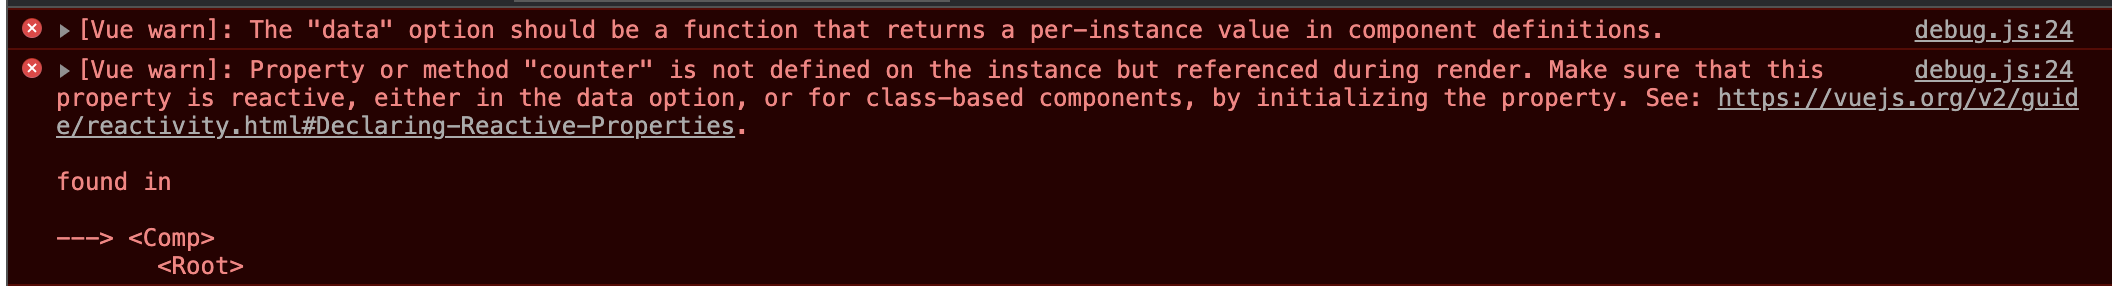 [Vue warn]: The "data" option should be a function that returns a per-instance value in component definitions. debug.js:24
[Vue warn]: Property or method "counter" is not defined on the instance but referenced during render. Make sure that this debug.js:24
property is reactive, either in the data option, or for class-based components, by initializing the property. See: https://vuejs.org/v2/guid
e/reactivity.html#Declaring-Reactive-Properties.
found in
---> <Comp>
<Root>